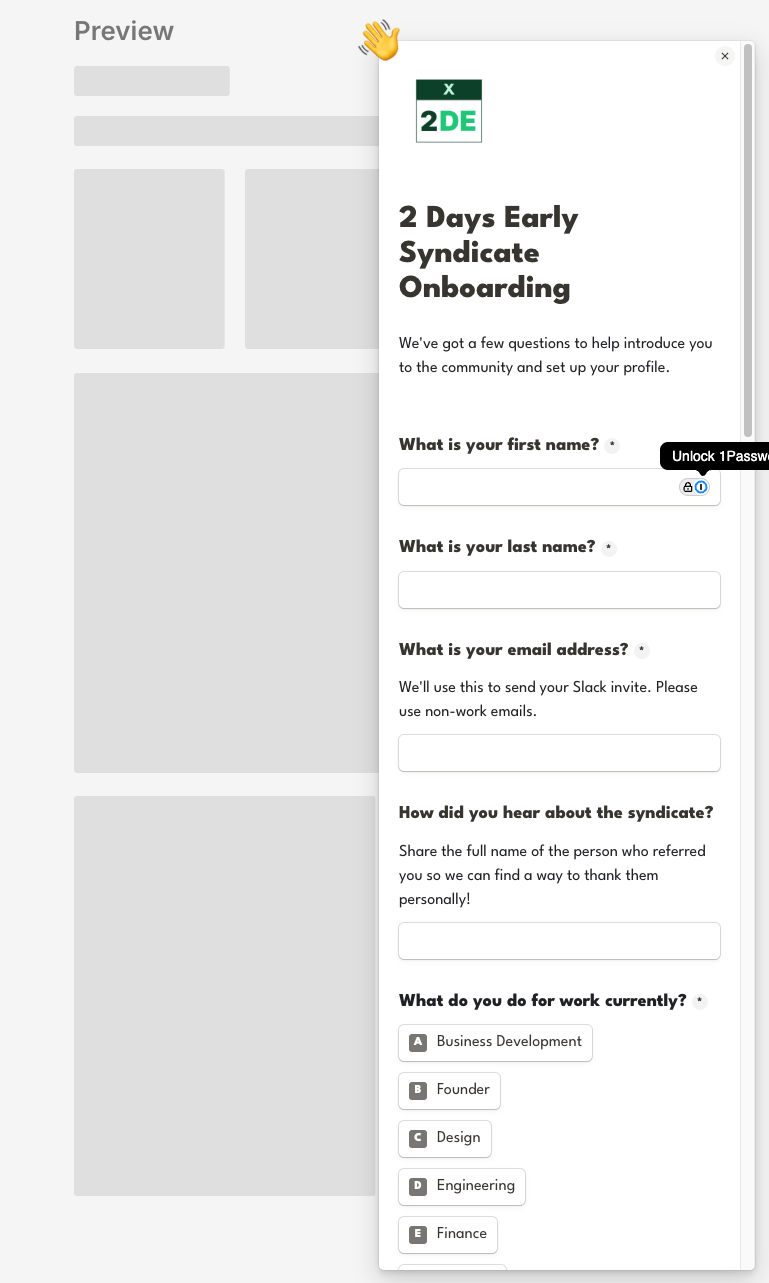 Preview
X
2DE
2 Days Early
Syndicate
Onboarding
We've got a few questions to help introduce you
to the community and set up your profile.
What is your first name? *
Unlock 1Passw
What is your last name? *
What is your email address? *
We'll use this to send your Slack invite. Please
use non-work emails.
How did you hear about the syndicate?
Share the full name of the person who referred
you so we can find a way to thank them
personally!
What do you do for work currently? *
A Business Development
B Founder
C Design
D Engineering
E Finance